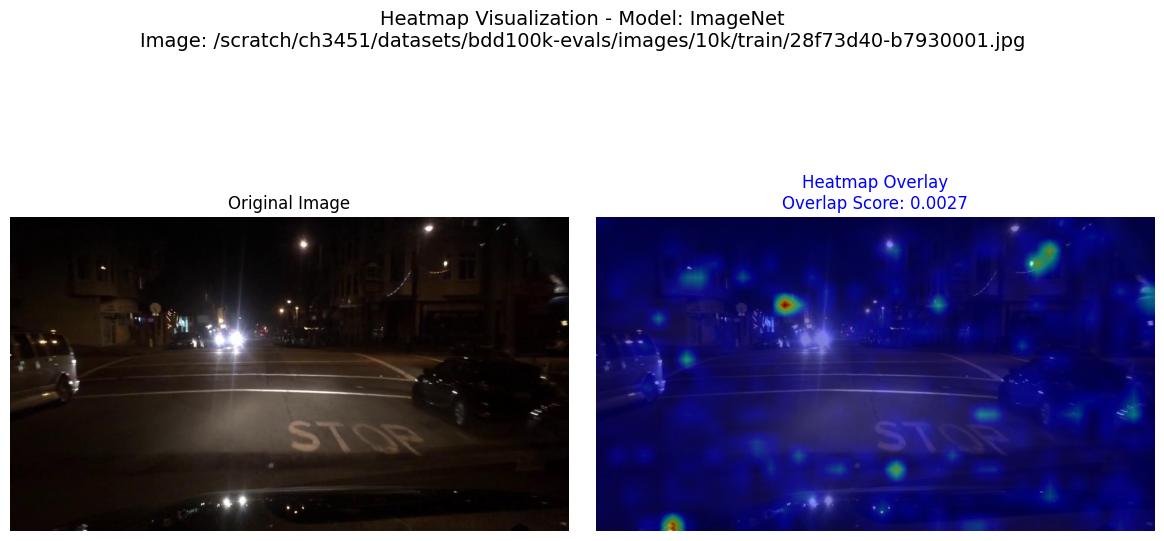 Heatmap Visualization - Model: ImageNet
Image: /scratch/ch3451/datasets/bdd100k-evals/images/10k/train/28f73d40-b7930001.jpg
Original Image
Heatmap Overlay
Overlap Score: 0.0027
STOP
STOP